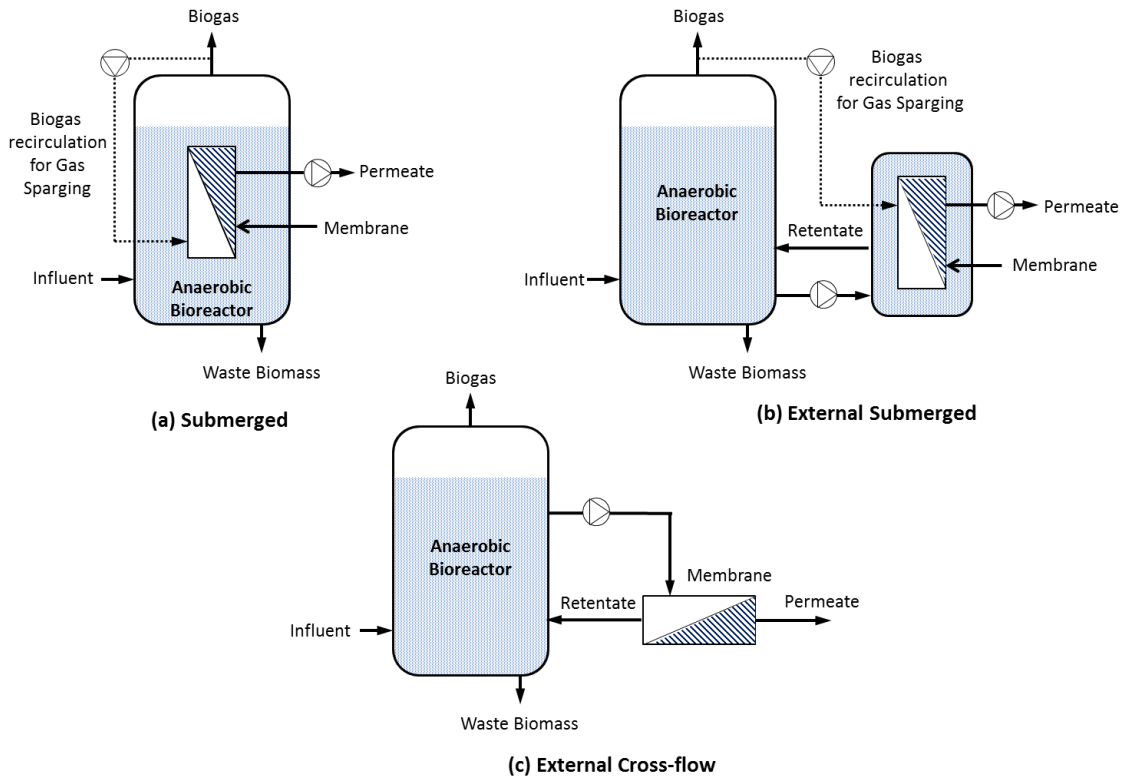 Biogas
Biogas
recirculation
for Gas
Sparging
Permeate
Membrane
Influent
Anaerobic
Bioreactor
Waste Biomass
(a) Submerged
Biogas
Biogas
recirculation
for Gas Sparging
Anaerobic
Bioreactor
Permeate
Retentate
Membrane
Influent
Waste Biomass
(b) External Submerged
Biogas
Anaerobic
Bioreactor
Membrane
Retentate
Permeate
Influent
Waste Biomass
(c) External Cross-flow